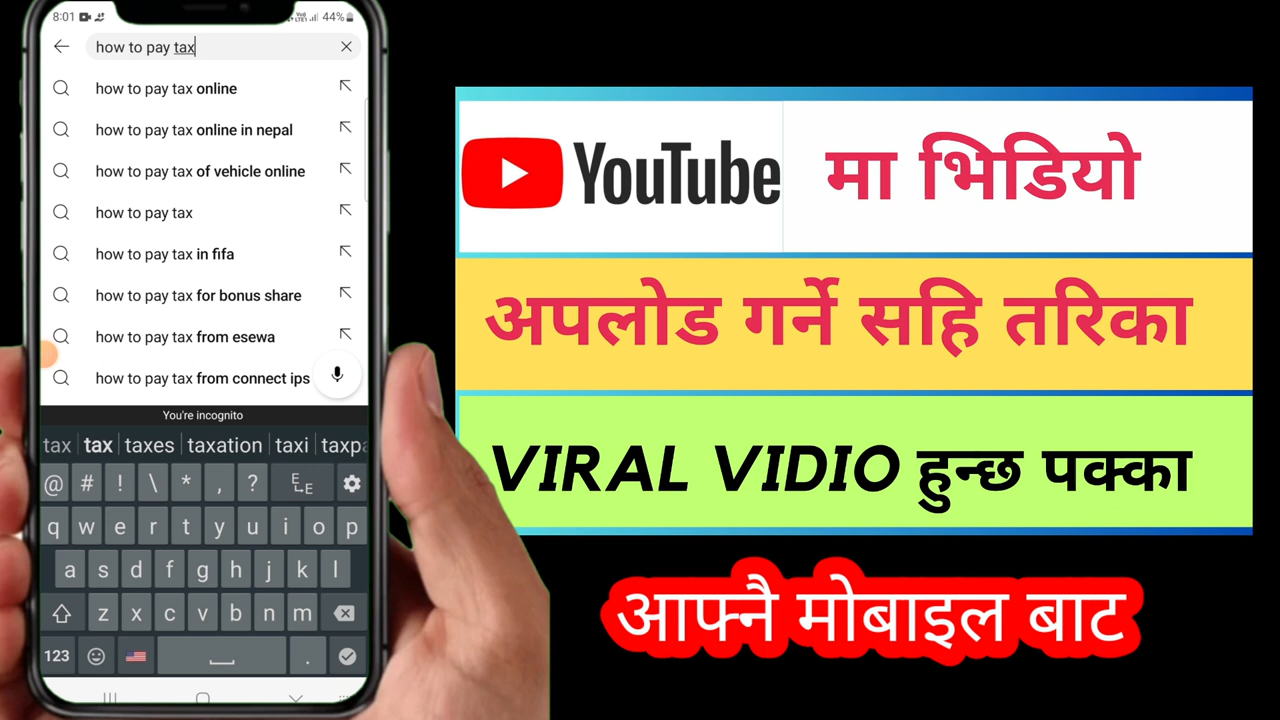 8:01 44%
how to pay tax
how to pay tax online
how to pay tax online in nepal
how to pay tax of vehicle online
how to pay tax
how to pay tax in fifa
how to pay tax for bonus share
how to pay tax from esewa
how to pay tax from connect ips
You're incognito
tax tax taxes taxation taxi taxpa
@ # ! \ * , ?
q w e r t y u i o p
a s d f g h j k l
z x c v b n m
123 .
YouTube मा भिडियो
अपलोड गर्ने सहि तरिका
VIRAL VIDIO हुन्छ पक्का
आफ्नै मोबाइल बाट